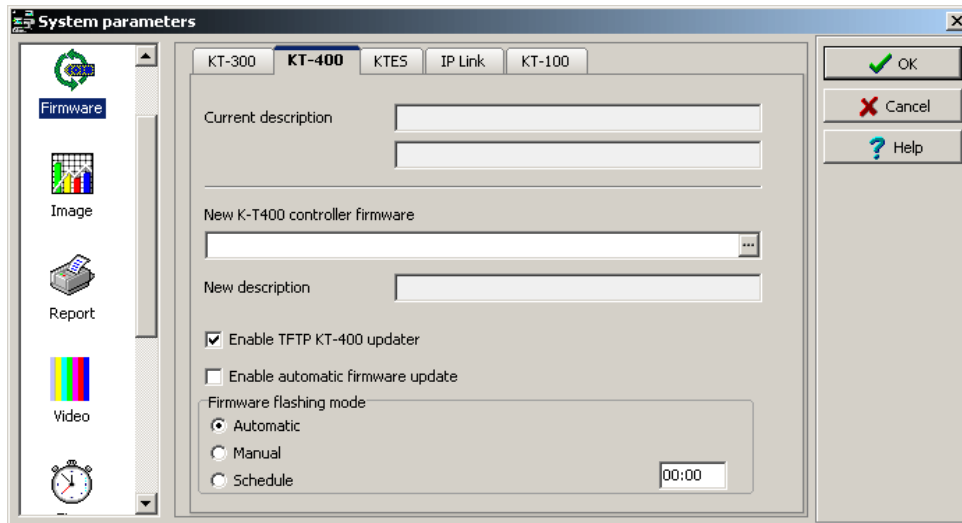 System parameters
Firmware
Image
Report
Video
KT-300
KT-400
KTES
IP Link
KT-100
Current description
New K-T400 controller firmware
...
New description
Enable TFTP KT-400 updater
Enable automatic firmware update
Firmware flashing mode
Automatic
Manual
Schedule
00:00
OK
Cancel
? Help